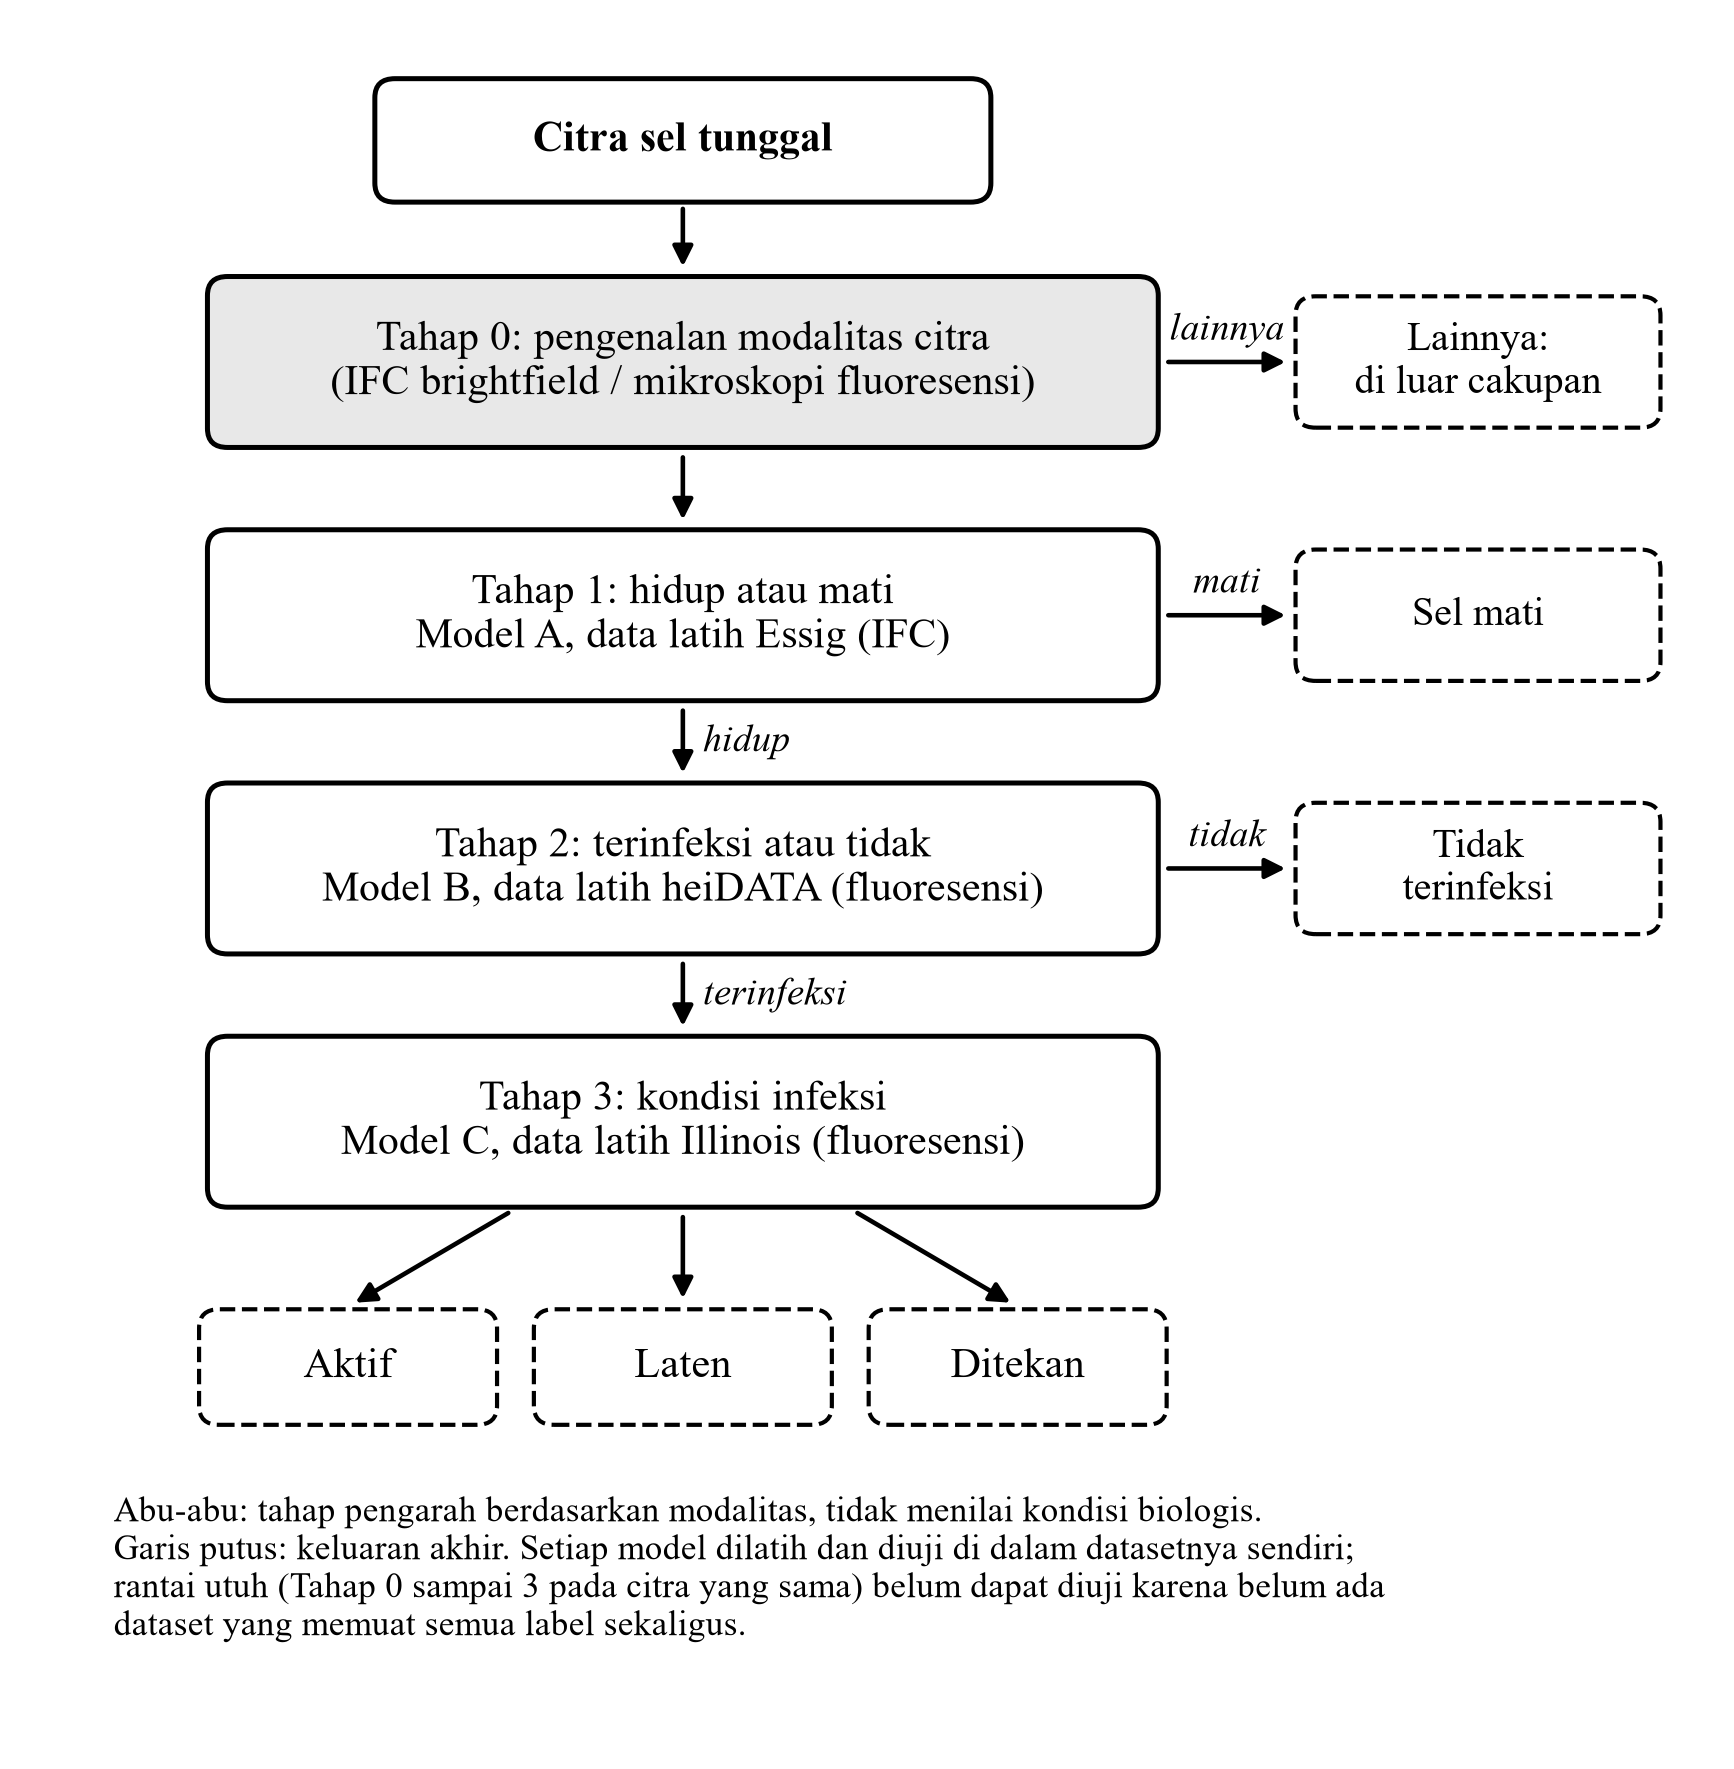 Citra sel tunggal
Tahap 0: pengenalan modalitas citra
(IFC brightfield / mikroskopi fluoresensi)
lainnya
Lainnya:
di luar cakupan
Tahap 1: hidup atau mati
Model A, data latih Essig (IFC)
mati
Sel mati
hidup
Tahap 2: terinfeksi atau tidak
Model B, data latih heiDATA (fluoresensi)
tidak
Tidak
terinfeksi
terinfeksi
Tahap 3: kondisi infeksi
Model C, data latih Illinois (fluoresensi)
Aktif
Laten
Ditekan
Abu-abu: tahap pengarah berdasarkan modalitas, tidak menilai kondisi biologis.
Garis putus: keluaran akhir. Setiap model dilatih dan diuji di dalam datasetnya sendiri;
rantai utuh (Tahap 0 sampai 3 pada citra yang sama) belum dapat diuji karena belum ada
dataset yang memuat semua label sekaligus.